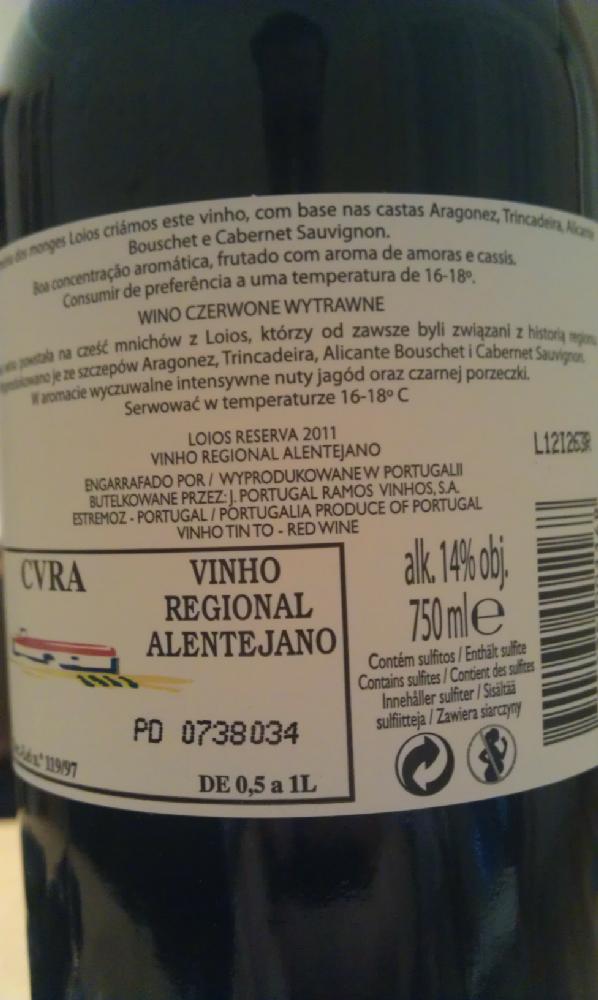 dos monges Loios criámos este vinho, com base nas castas Aragonez, Trincadeira, Alicante
Bouschet e Cabernet Sauvignon.
Boa concentração aromática, frutado com aroma de amoras e cassis.
Consumir de preferência a uma temperatura de 16-18º.
WINO CZERWONE WYTRAWNE
powstała na cześć mnichów z Loios, którzy od zawsze byli związani z historią
je ze szczepów Aragonez, Trincadeira, Alicante Bouschet i Cabernet Sauvignon.
W aromacie wyczuwalne intensywne nuty jagód oraz czarnej porzeczki.
Serwować w temperaturze 16-18º C
LOIOS RESERVA 2011
VINHO REGIONAL ALENTEJANO
ENGARRAFADO POR / WYPRODUKOWANE W PORTUGALII
BUTELKOWANE PRZEZ: J. PORTUGAL RAMOS VINHOS, S.A.
ESTREMOZ - PORTUGAL / PORTUGALIA PRODUCE OF PORTUGAL
VINHO TINTO - RED WINE
L12I263R
CVRA
VINHO
REGIONAL
ALENTEJANO
PD 0738034
n.º 119/97
DE 0,5 a 1L
alk. 14% obj.
750 ml e
Contém sulfitos / Enthält sulfite
Contains sulfites / Contient des sulfites
Innehåller sulfiter / Sisältää
sulfiitteja / Zawiera siarczyny